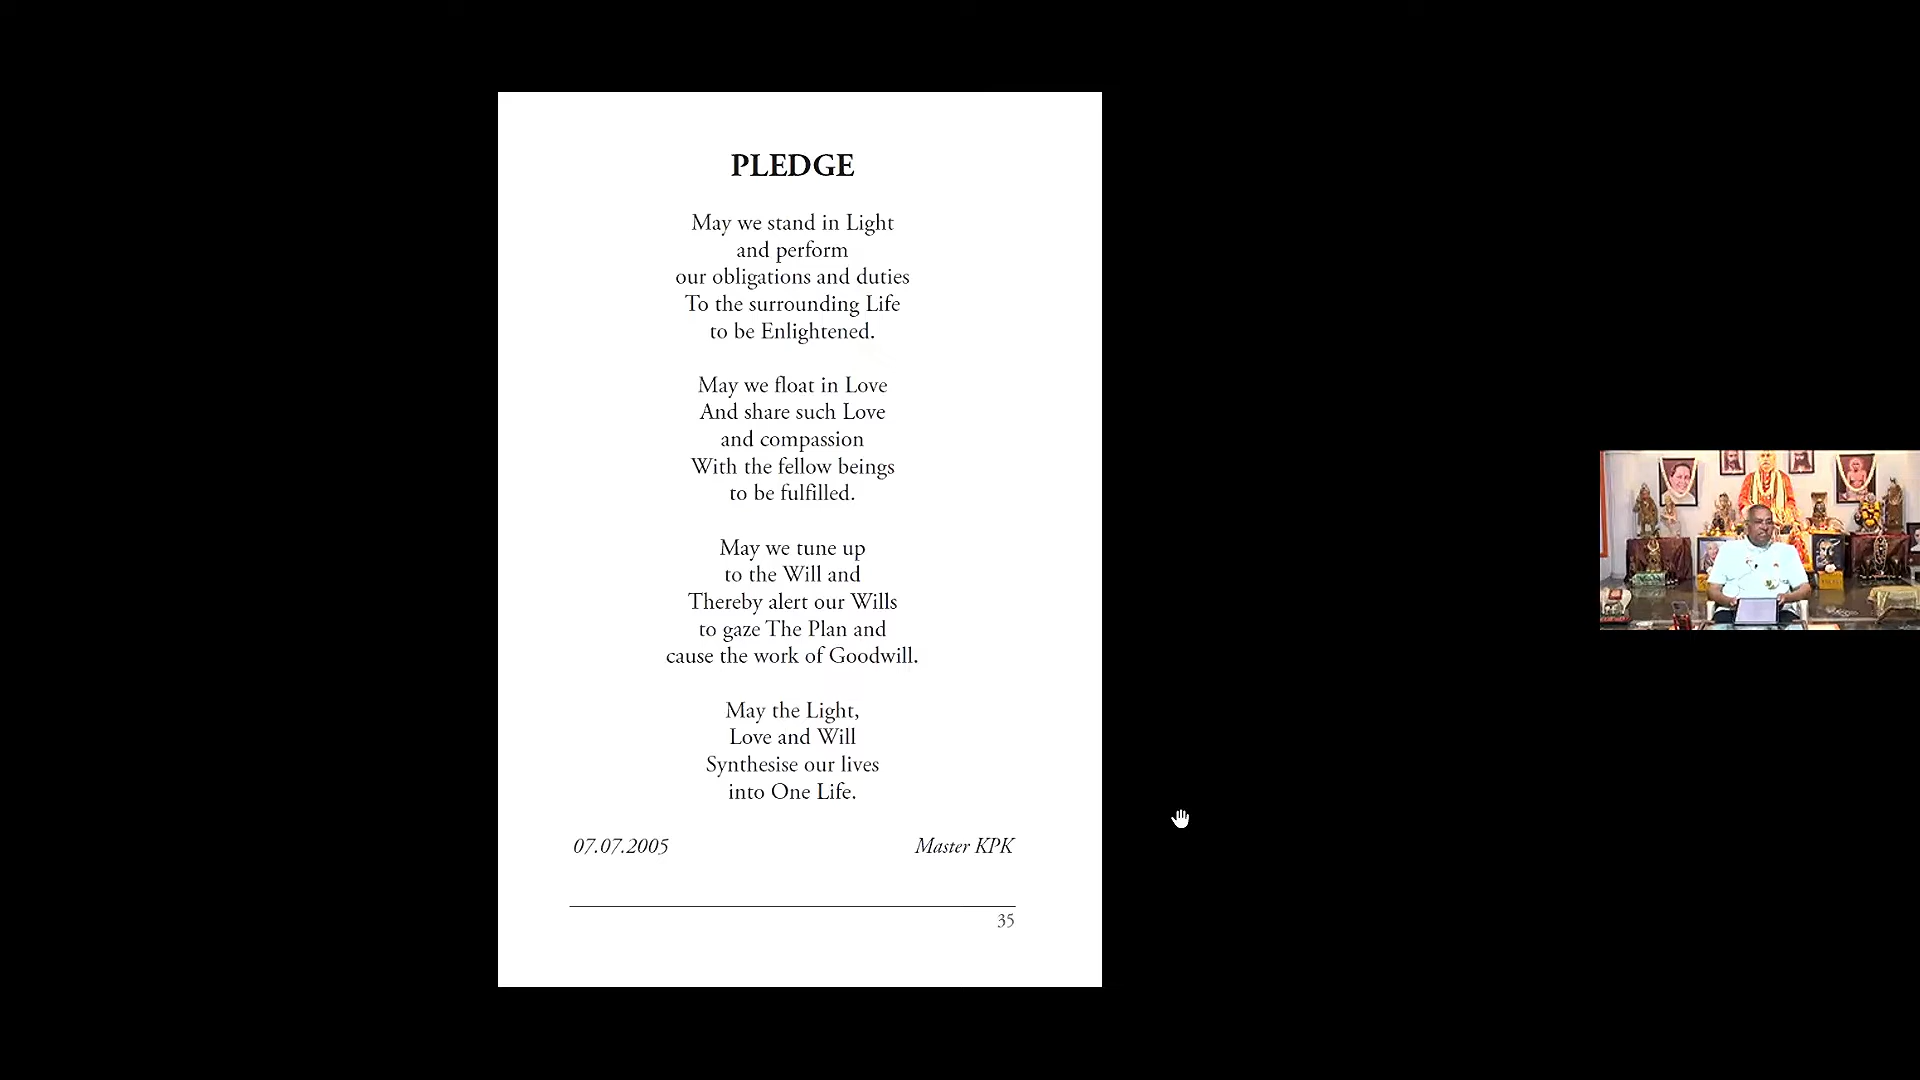 PLEDGE
May we stand in Light
and perform
our obligations and duties
To the surrounding Life
to be Enlightened.
May we float in Love
And share such Love
and compassion
With the fellow beings
to be fulfilled.
May we tune up
to the Will and
Thereby alert our Wills
to gaze The Plan and
cause the work of Goodwill.
May the Light,
Love and Will
Synthesise our lives
into One Life.
07.07.2005 Master KPK
35